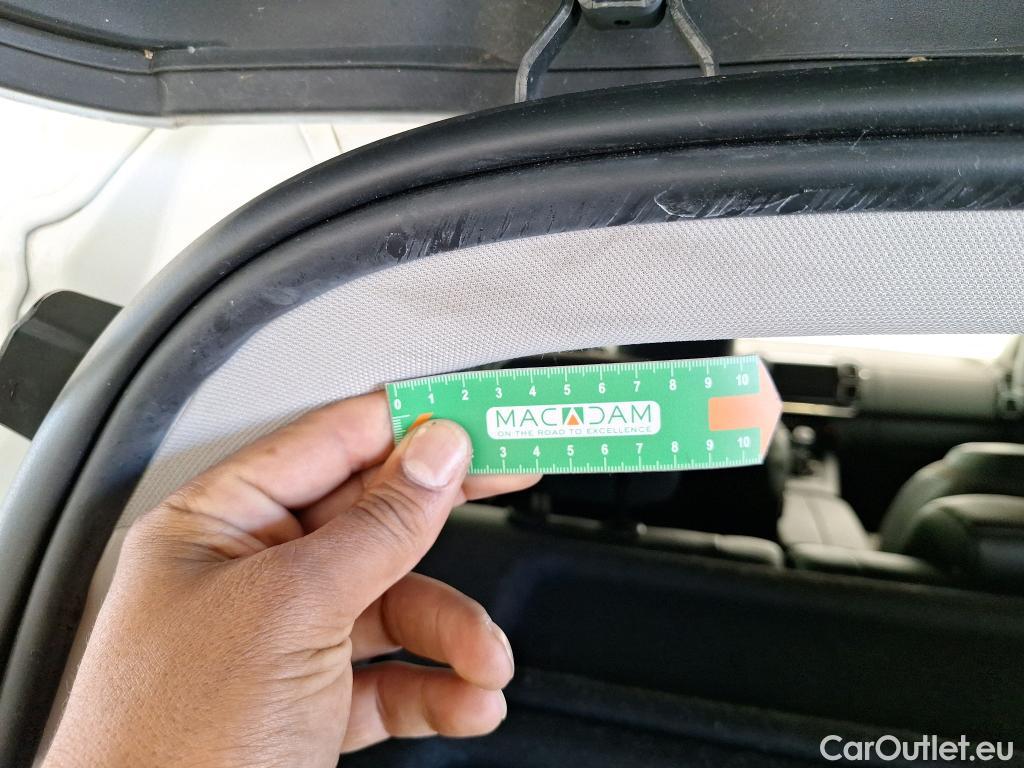 0 1 2 3 4 5 6 7 8 9 10
MACADAM
ON THE ROAD TO EXCELLENCE
3 4 5 6 7 8 9 10
CarOutlet.eu